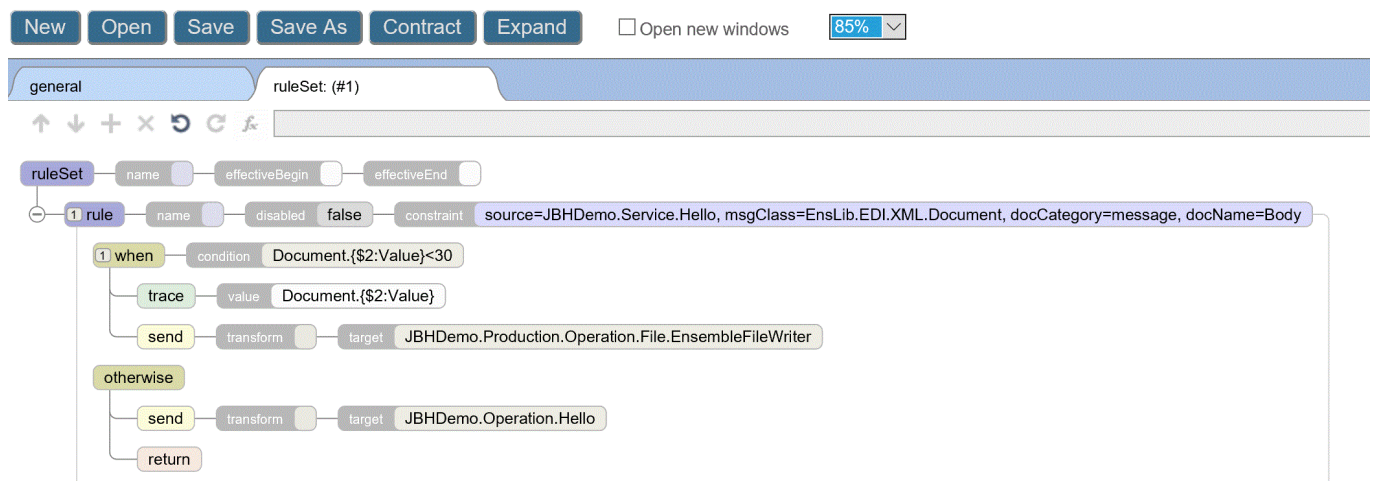 New Open Save Save As Contract Expand Open new windows 85%
general ruleSet: (#1)
fx
ruleSet name effectiveBegin effectiveEnd
1 rule name disabled false constraint source=JBHDemo.Service.Hello, msgClass=EnsLib.EDI.XML.Document, docCategory=message, docName=Body
1 when condition Document.{$2:Value}<30
trace value Document.{$2:Value}
send transform target JBHDemo.Production.Operation.File.EnsembleFileWriter
otherwise
send transform target JBHDemo.Operation.Hello
return